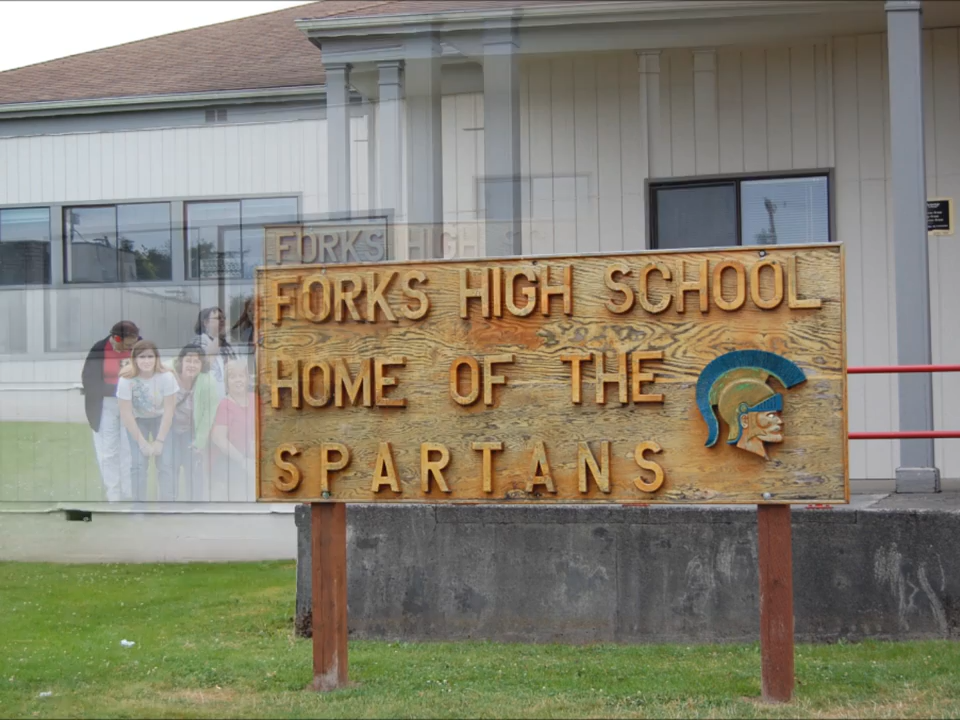 FORKS HIGH S
FORKS HIGH SCHOOL
HOME OF THE
SPARTANS